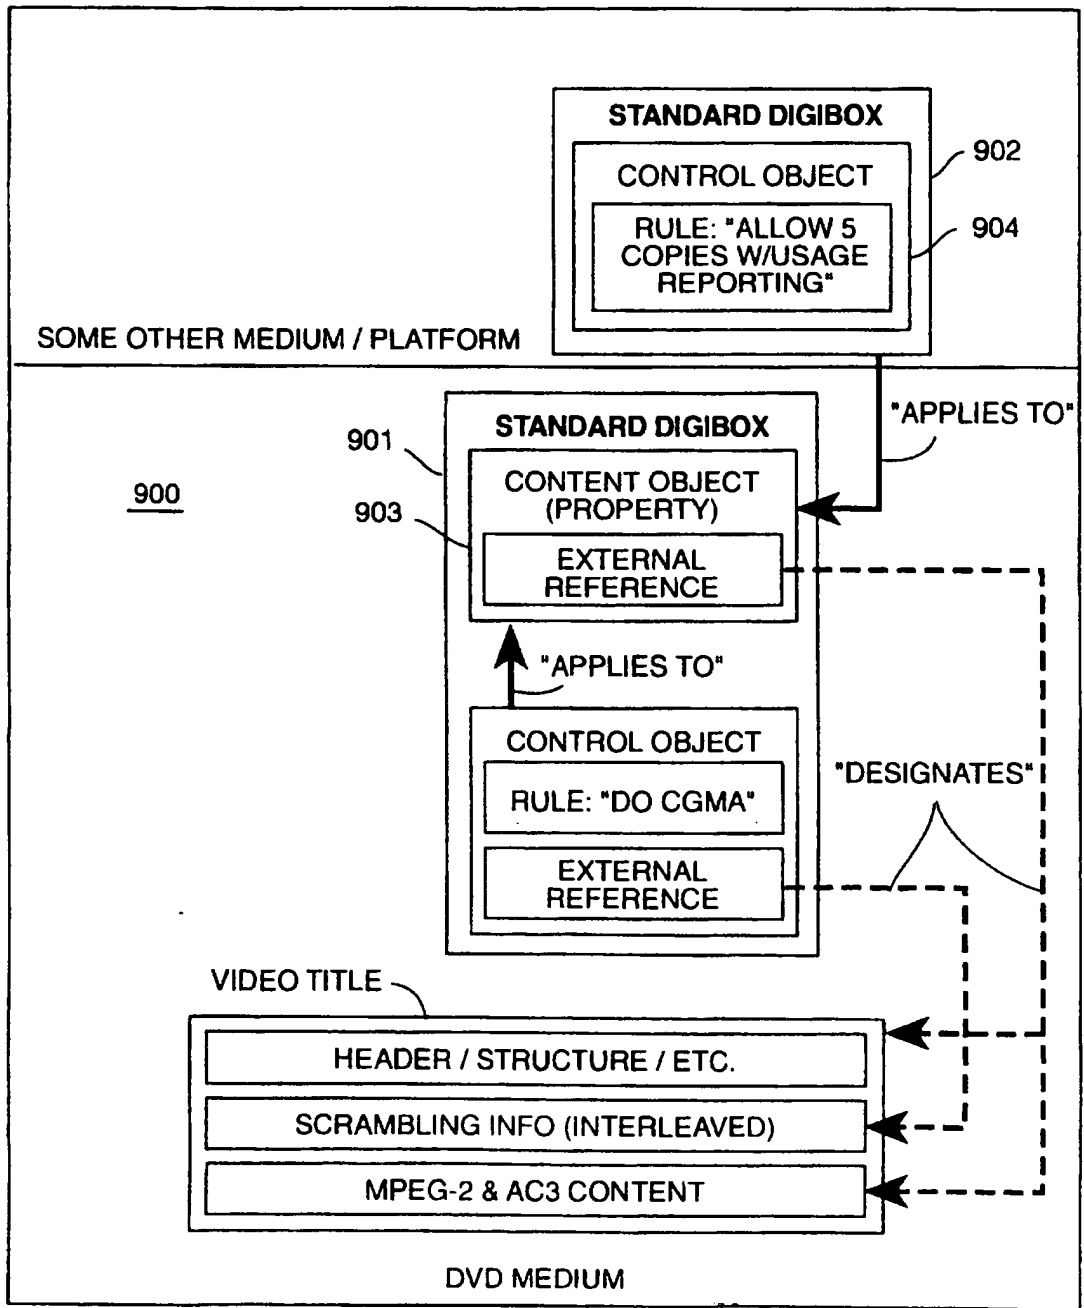 STANDARD DIGIBOX
902
CONTROL OBJECT
904
RULE: "ALLOW 5
COPIES W/USAGE
REPORTING"
SOME OTHER MEDIUM / PLATFORM
"APPLIES TO"
STANDARD DIGIBOX
901
900
CONTENT OBJECT
(PROPERTY)
903
EXTERNAL
REFERENCE
"APPLIES TO"
CONTROL OBJECT
"DESIGNATES"
RULE: "DO CGMA"
EXTERNAL
REFERENCE
VIDEO TITLE
HEADER / STRUCTURE / ETC.
SCRAMBLING INFO (INTERLEAVED)
MPEG-2 & AC3 CONTENT
DVD MEDIUM